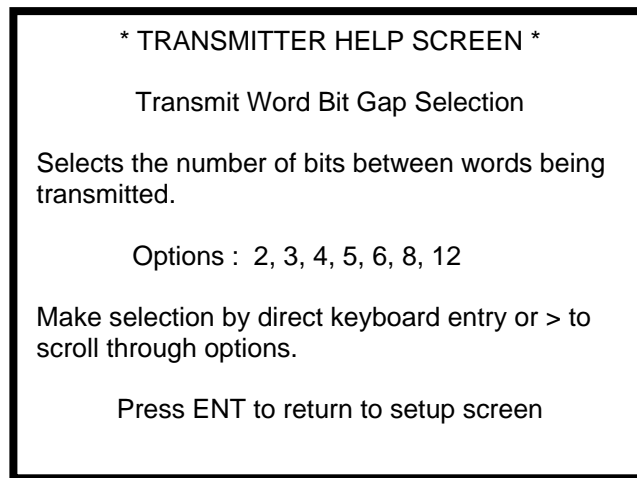 * TRANSMITTER HELP SCREEN *
Transmit Word Bit Gap Selection
Selects the number of bits between words being
transmitted.
Options : 2, 3, 4, 5, 6, 8, 12
Make selection by direct keyboard entry or > to
scroll through options.
Press ENT to return to setup screen